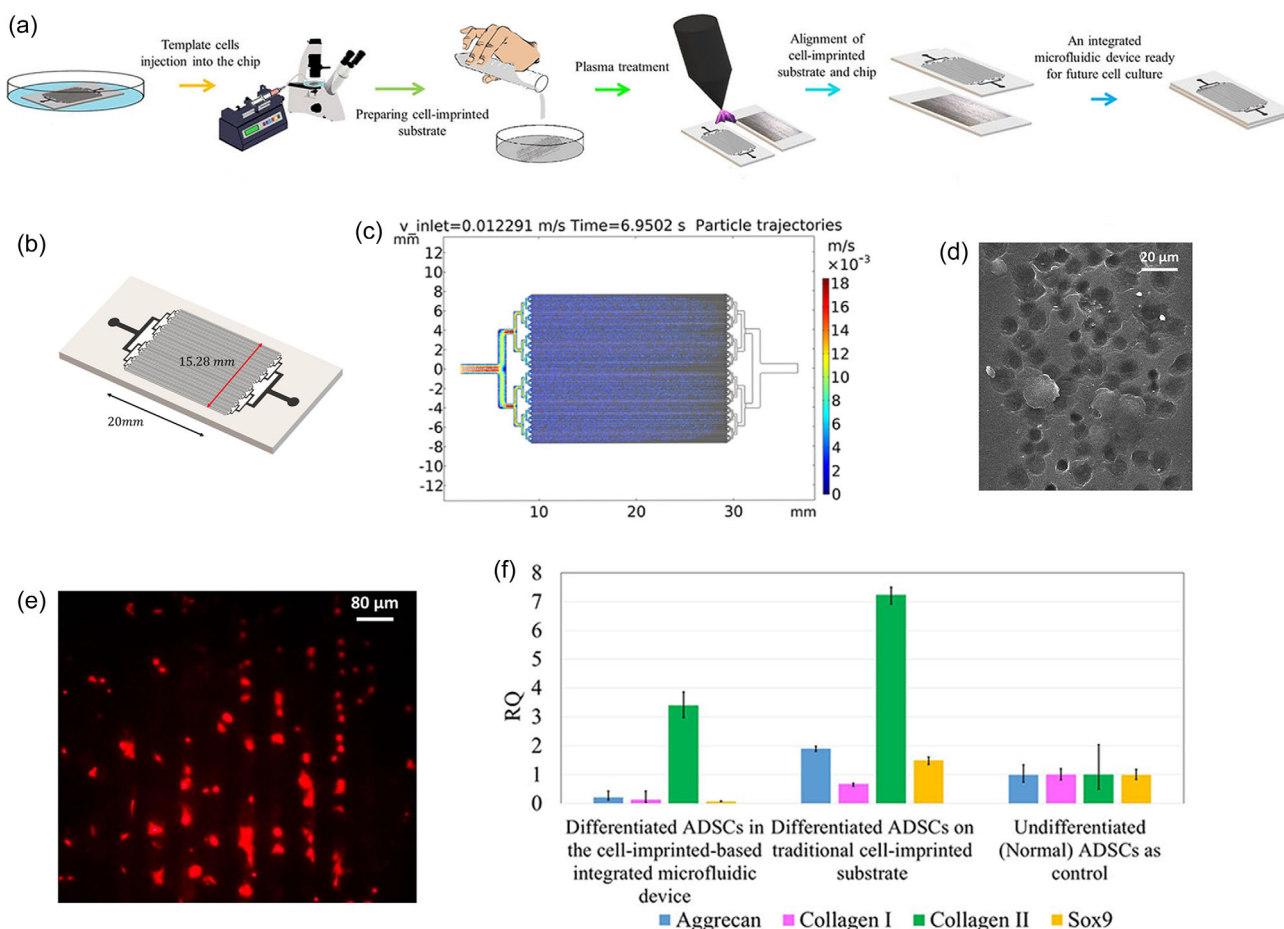 (a)
Template cells
injection into the chip
Preparing cell-imprinted
substrate
Plasma treatment
Alignment of
cell-imprinted
substrate and chip
An integrated
microfluidic device ready
for future cell culture
(b)
15.28 mm
20mm
(c)
v_inlet=0.012291 m/s Time=6.9502 s Particle trajectories
mm
12
10
8
6
4
2
0
-2
-4
-6
-8
-10
-12
10
20
30
mm
m/s
×10⁻³
18
16
14
12
10
8
6
4
2
0
(d)
20 μm
(e)
80 μm
(f)
RQ
8
7
6
5
4
3
2
1
0
Differentiated ADSCs in
the cell-imprinted-based
integrated microfluidic
device
Differentiated ADSCs on
traditional cell-imprinted
substrate
Undifferentiated
(Normal) ADSCs as
control
Aggrecan Collagen I Collagen II Sox9